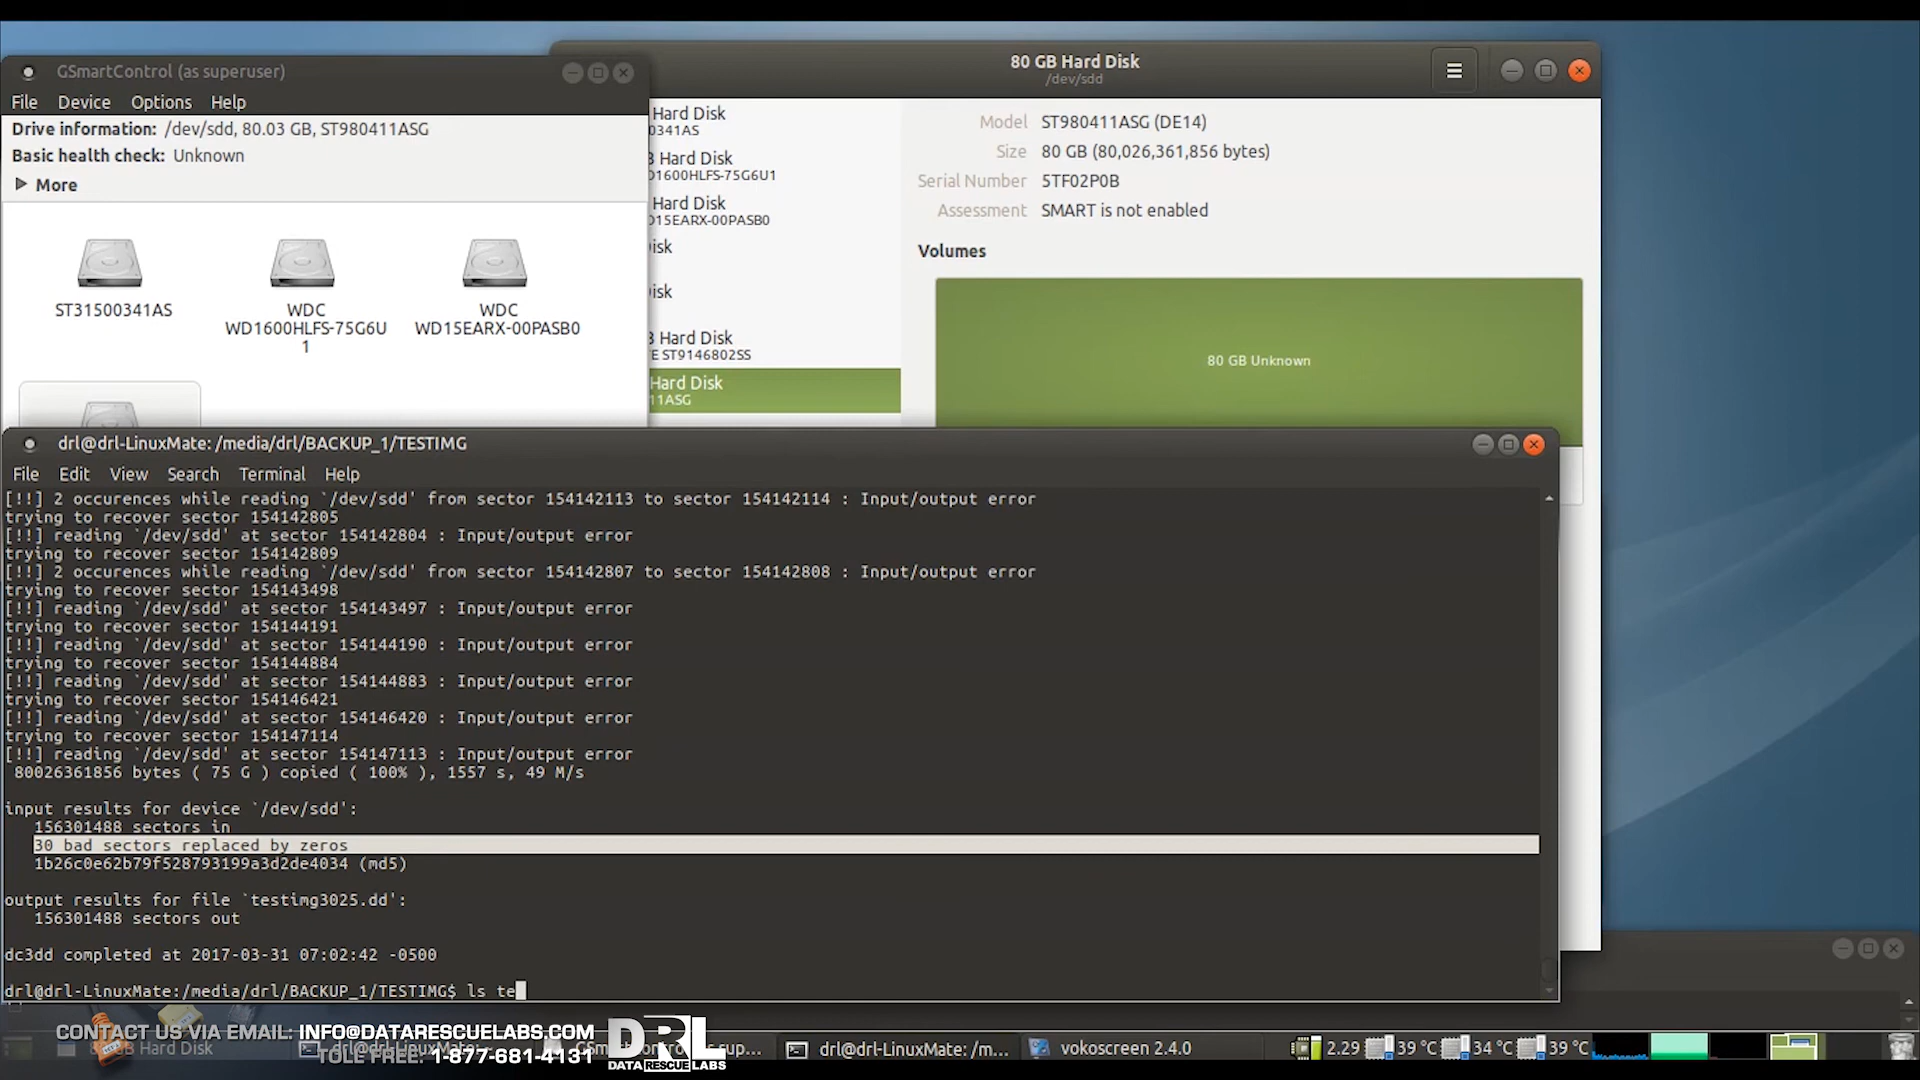 GSmartControl (as superuser)
File Device Options Help
Drive information: /dev/sdd, 80.03 GB, ST980411ASG
Basic health check: Unknown
More
ST31500341AS
WDC
WD1600HLFS-75G6U
1
WDC
WD15EARX-00PASB0
80 GB Hard Disk
/dev/sdd
Hard Disk
0341AS
Hard Disk
D1600HLFS-75G6U1
Hard Disk
D15EARX-00PASB0
isk
isk
Hard Disk
E ST9146802SS
Hard Disk
11ASG
Model ST980411ASG (DE14)
Size 80 GB (80,026,361,856 bytes)
Serial Number 5TF02P0B
Assessment SMART is not enabled
Volumes
80 GB Unknown
drl@drl-LinuxMate: /media/drl/BACKUP_1/TESTIMG
File Edit View Search Terminal Help
[!!] 2 occurences while reading `/dev/sdd' from sector 154142113 to sector 154142114 : Input/output error
trying to recover sector 154142805
[!!] reading `/dev/sdd' at sector 154142804 : Input/output error
trying to recover sector 154142809
[!!] 2 occurences while reading `/dev/sdd' from sector 154142807 to sector 154142808 : Input/output error
trying to recover sector 154143498
[!!] reading `/dev/sdd' at sector 154143497 : Input/output error
trying to recover sector 154144191
[!!] reading `/dev/sdd' at sector 154144190 : Input/output error
trying to recover sector 154144884
[!!] reading `/dev/sdd' at sector 154144883 : Input/output error
trying to recover sector 154146421
[!!] reading `/dev/sdd' at sector 154146420 : Input/output error
trying to recover sector 154147114
[!!] reading `/dev/sdd' at sector 154147113 : Input/output error
80026361856 bytes ( 75 G ) copied ( 100% ), 1557 s, 49 M/s
input results for device `/dev/sdd':
156301488 sectors in
30 bad sectors replaced by zeros
1b26c0e62b79f528793199a3d2de4034 (md5)
output results for file `testimg3025.dd':
156301488 sectors out
dc3dd completed at 2017-03-31 07:02:42 -0500
drl@drl-LinuxMate:/media/drl/BACKUP_1/TESTIMG$ ls te
CONTACT US VIA EMAIL: INFO@DATARESCUELABS.COM
TOLL FREE: 1-877-681-4131
DRL
DATA RESCUE LABS
drl@drl-LinuxMate: /m...
vokoscreen 2.4.0
2.29 39 °C 34 °C 39 °C